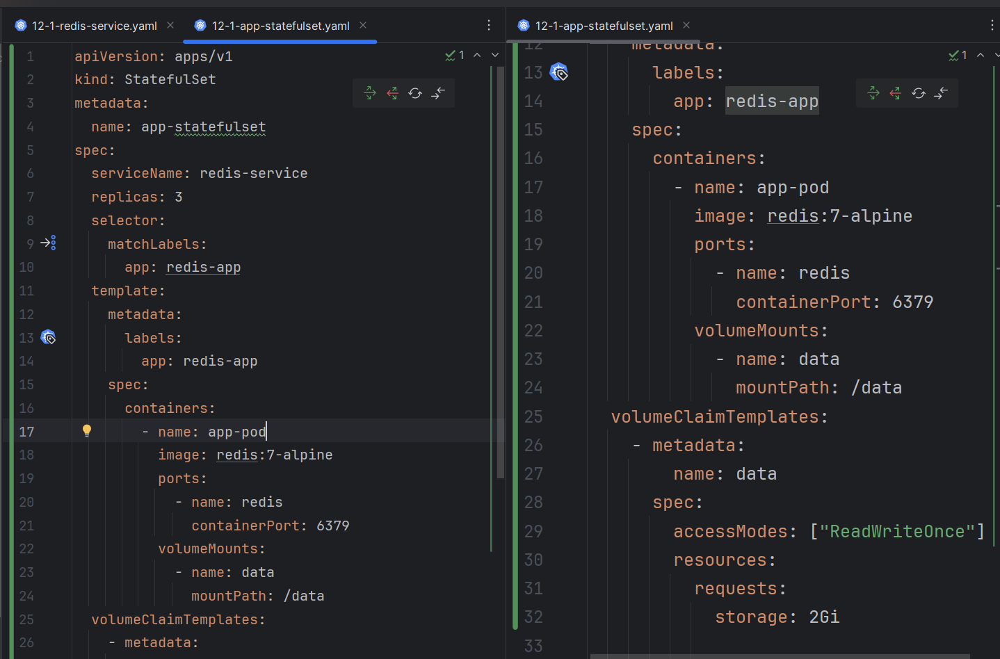 12-1-redis-service.yaml
12-1-app-statefulset.yaml
1
1 apiVersion: apps/v1
2 kind: StatefulSet
3 metadata:
4   name: app-statefulset
5 spec:
6   serviceName: redis-service
7   replicas: 3
8   selector:
9     matchLabels:
10       app: redis-app
11   template:
12     metadata:
13       labels:
14         app: redis-app
15     spec:
16       containers:
17         - name: app-pod
18           image: redis:7-alpine
19           ports:
20             - name: redis
21               containerPort: 6379
22           volumeMounts:
23             - name: data
24               mountPath: /data
25   volumeClaimTemplates:
26     - metadata:
12-1-app-statefulset.yaml
1
12     metadata:
13       labels:
14         app: redis-app
15     spec:
16       containers:
17         - name: app-pod
18           image: redis:7-alpine
19           ports:
20             - name: redis
21               containerPort: 6379
22           volumeMounts:
23             - name: data
24               mountPath: /data
25   volumeClaimTemplates:
26     - metadata:
27         name: data
28       spec:
29         accessModes: ["ReadWriteOnce"]
30         resources:
31           requests:
32             storage: 2Gi
33